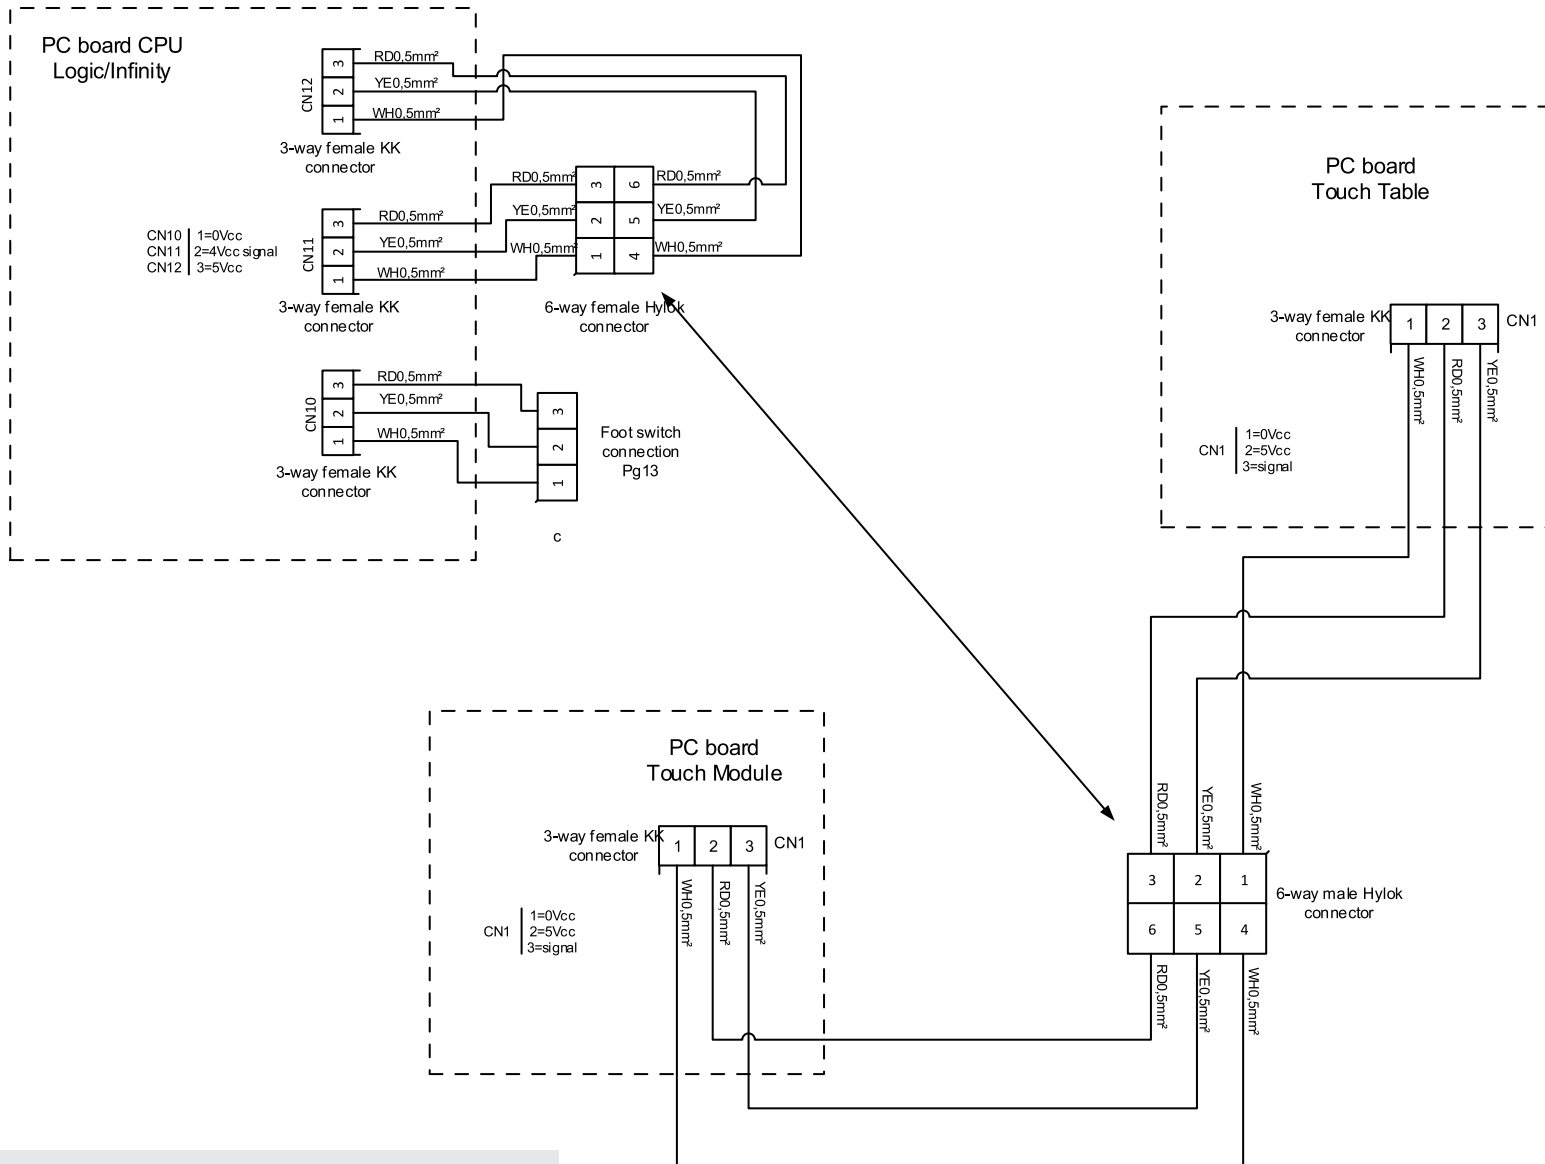 PC board CPU
Logic/Infinity
CN12
3
2
1
RD0,5mm²
YE0,5mm²
WH0,5mm²
3-way female KK
connector
CN10 1=0Vcc
CN11 2=4Vcc signal
CN12 3=5Vcc
CN11
3
2
1
RD0,5mm²
YE0,5mm²
WH0,5mm²
3-way female KK
connector
RD0,5mm²
YE0,5mm²
WH0,5mm²
3 6
2 5
1 4
RD0,5mm²
YE0,5mm²
WH0,5mm²
6-way female Hylok
connector
CN10
3
2
1
RD0,5mm²
YE0,5mm²
WH0,5mm²
3-way female KK
connector
3
2
1
Foot switch
connection
Pg13
c
PC board
Touch Table
3-way female KK
connector
1 2 3 CN1
WH0,5mm²
RD0,5mm²
YE0,5mm²
CN1
1=0Vcc
2=5Vcc
3=signal
PC board
Touch Module
3-way female KK
connector
1 2 3 CN1
WH0,5mm²
RD0,5mm²
YE0,5mm²
CN1
1=0Vcc
2=5Vcc
3=signal
RD0,5mm²
YE0,5mm²
WH0,5mm²
3 2 1
6 5 4
6-way male Hylok
connector
RD0,5mm²
YE0,5mm²
WH0,5mm²